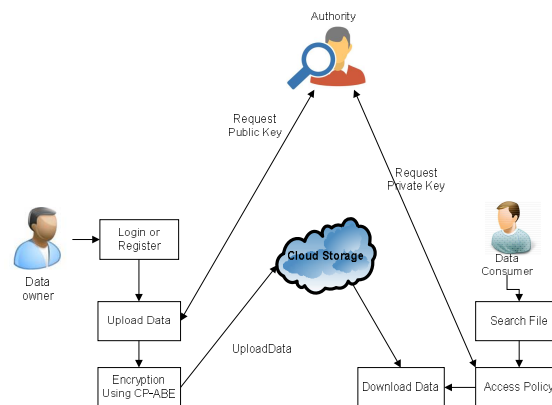 Authority
Request
Public Key
Request
Private Key
Login or
Register
Cloud Storage
Data
owner
Data
Consumer
Upload Data
Search File
UploadData
Encryption
Using CP-ABE
Download Data
Access Policy